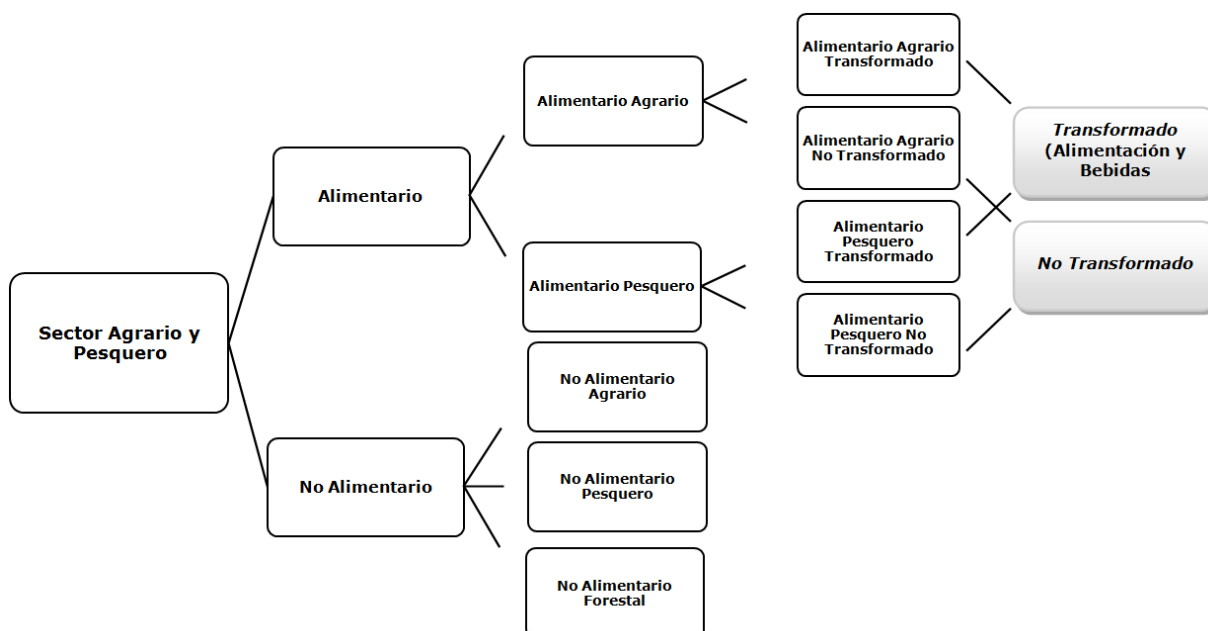 Sector Agrario y
Pesquero
Alimentario
No Alimentario
Alimentario Agrario
Alimentario Pesquero
No Alimentario
Agrario
No Alimentario
Pesquero
No Alimentario
Forestal
Alimentario Agrario
Transformado
Alimentario Agrario
No Transformado
Alimentario
Pesquero
Transformado
Alimentario
Pesquero No
Transformado
Transformado
(Alimentación y
Bebidas
No Transformado